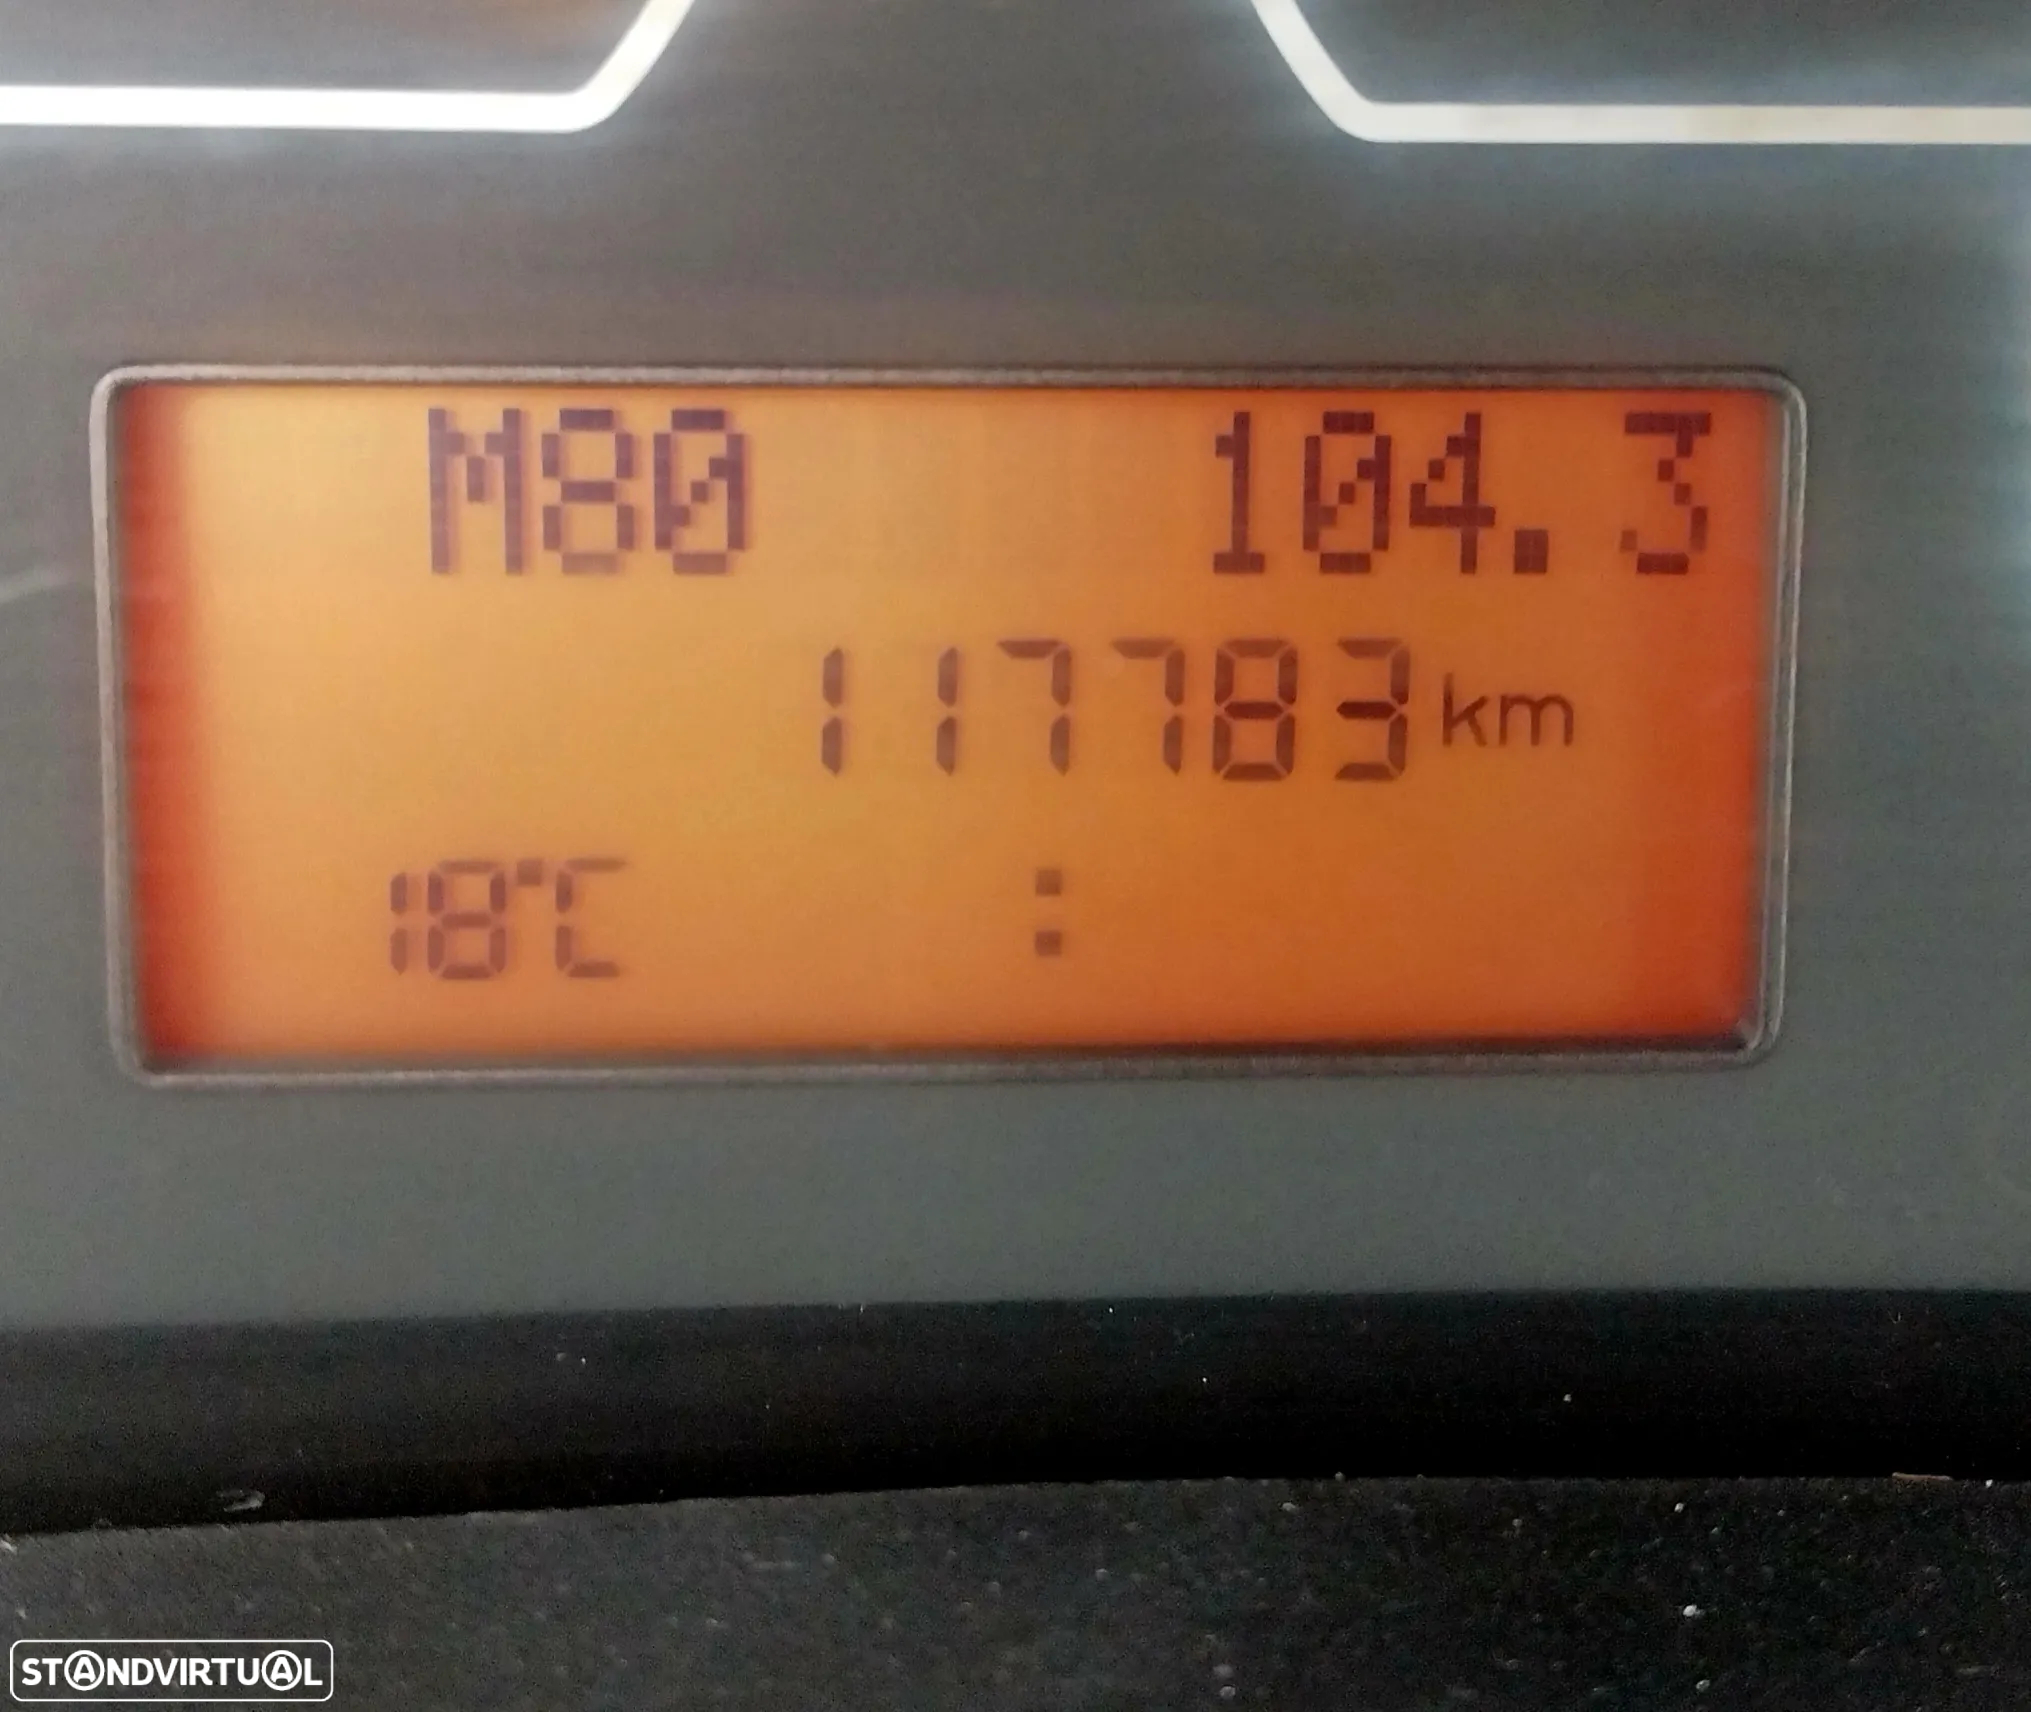 M80 104.3
117783 km
18°C :
STANDVIRTUAL